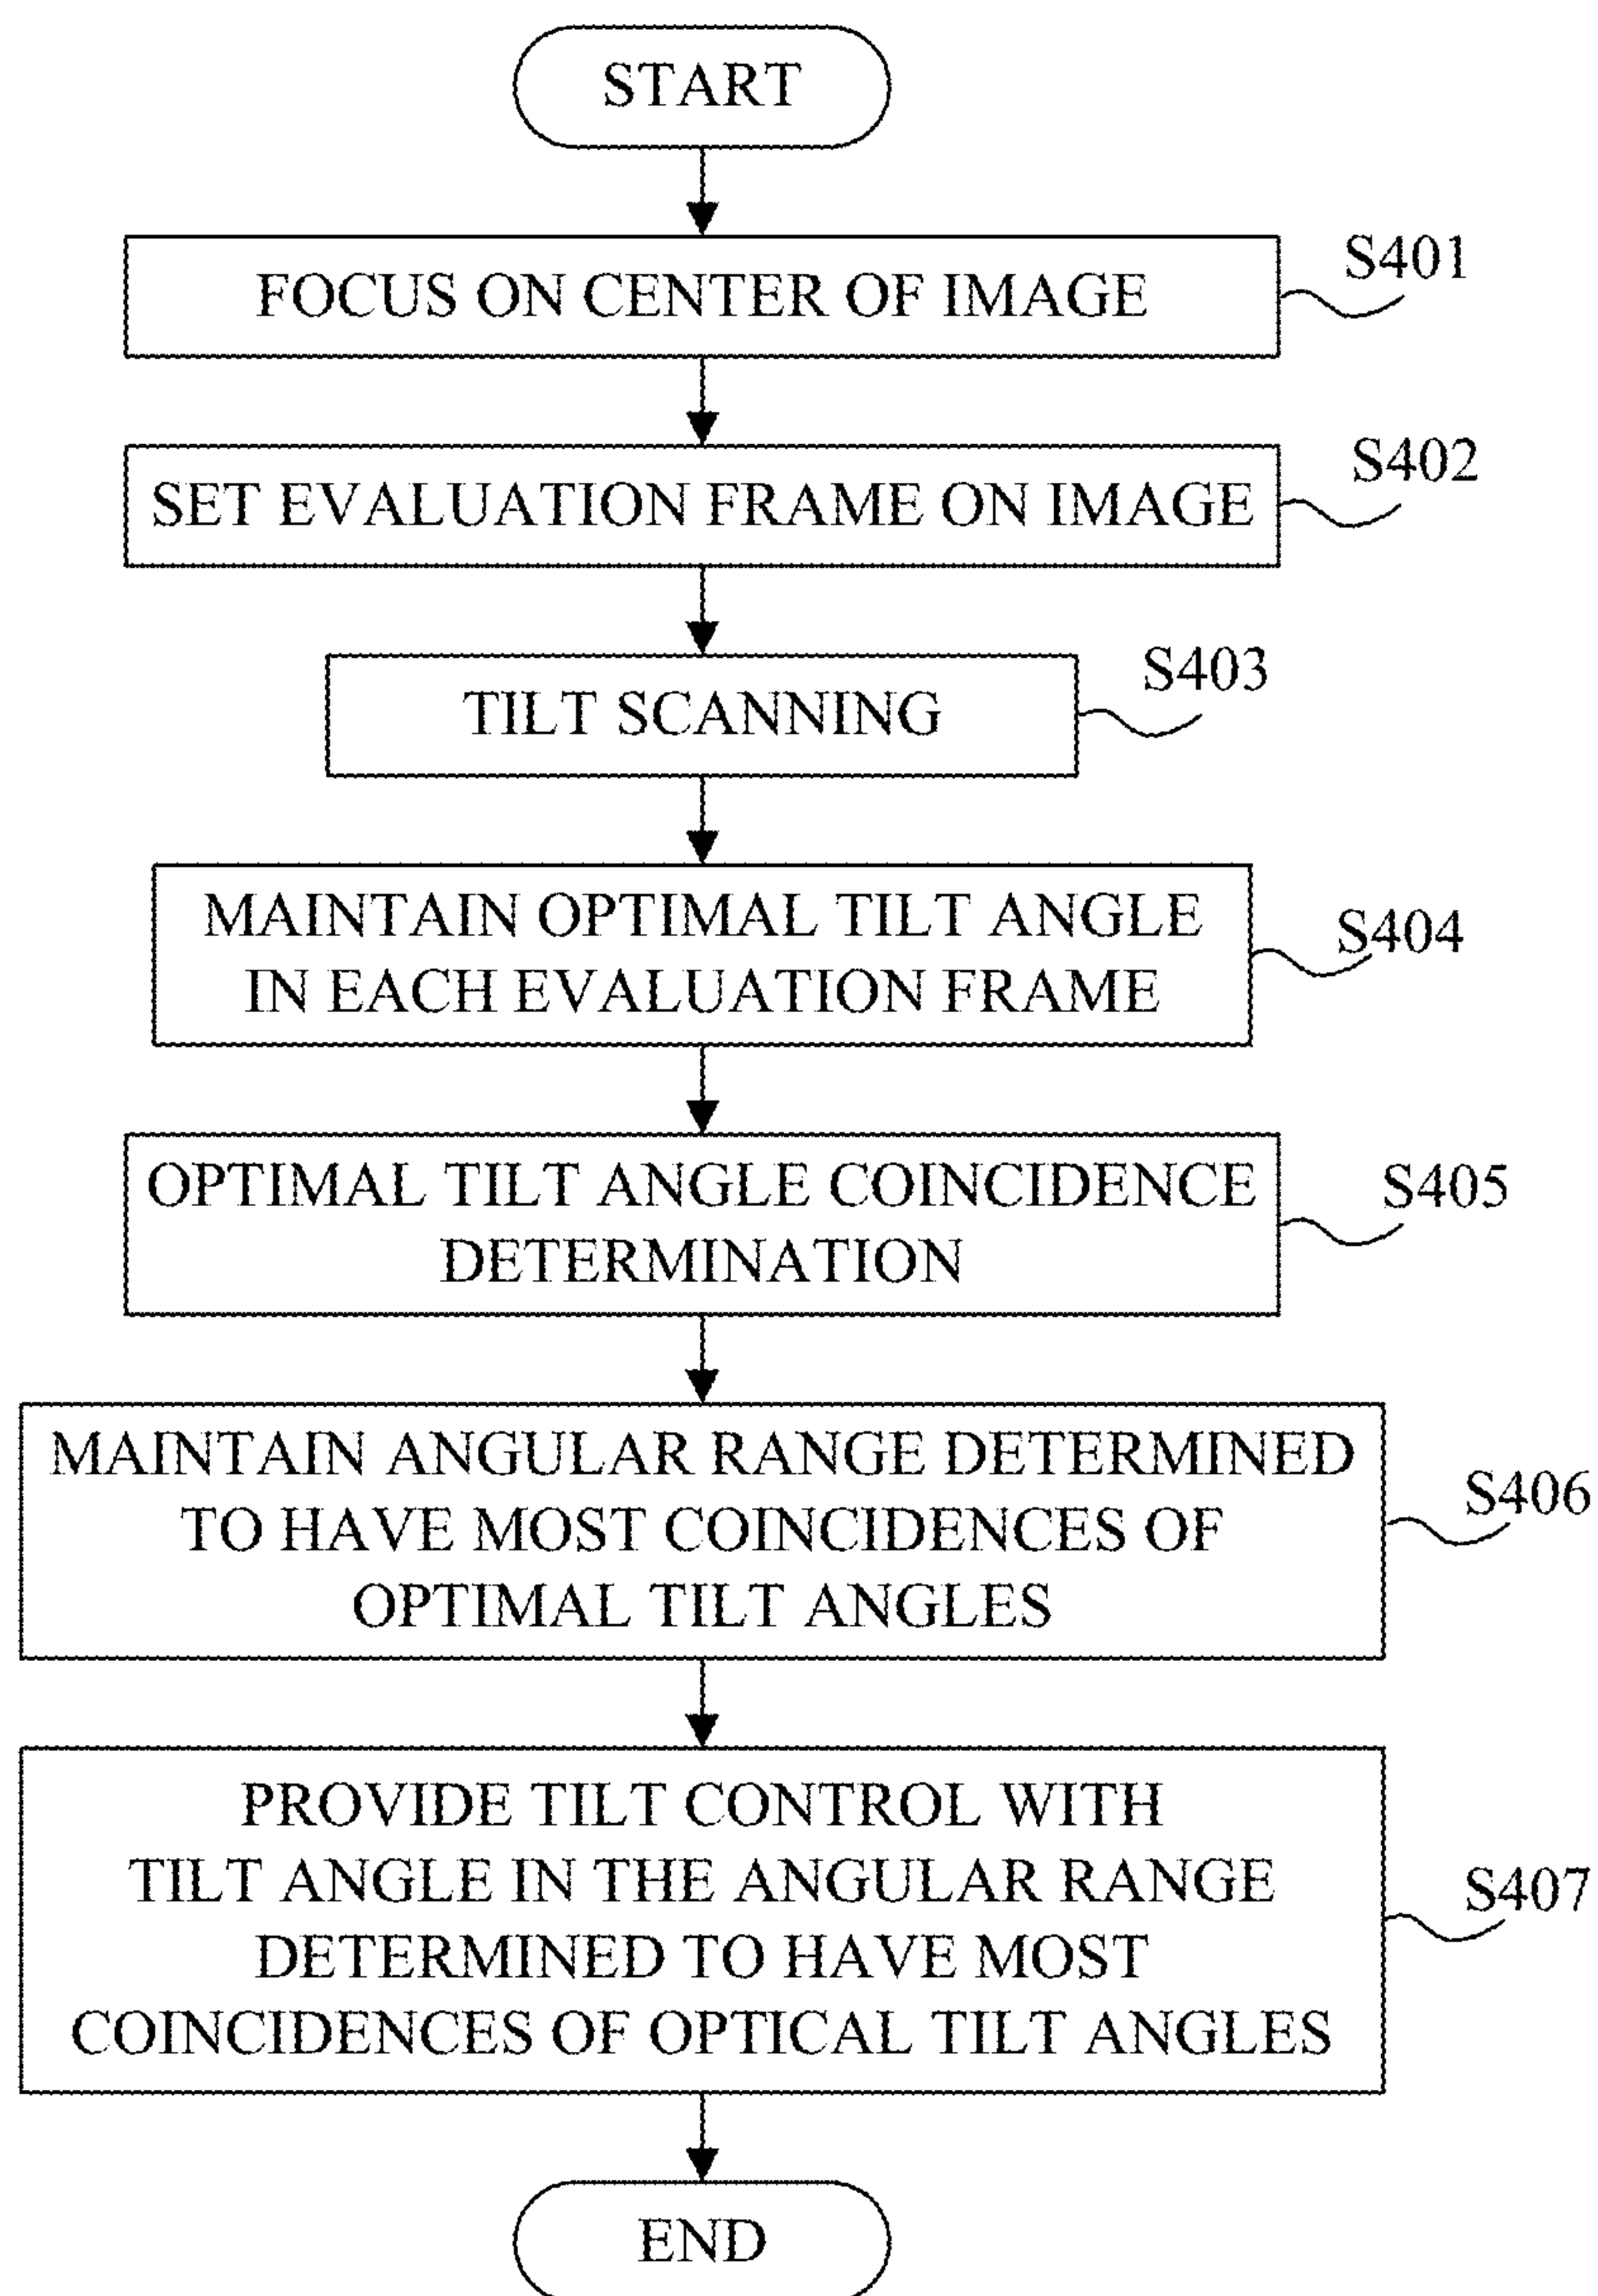 START
FOCUS ON CENTER OF IMAGE
S401
SET EVALUATION FRAME ON IMAGE
S402
TILT SCANNING
S403
MAINTAIN OPTIMAL TILT ANGLE
IN EACH EVALUATION FRAME
S404
OPTIMAL TILT ANGLE COINCIDENCE
DETERMINATION
S405
MAINTAIN ANGULAR RANGE DETERMINED
TO HAVE MOST COINCIDENCES OF
OPTIMAL TILT ANGLES
S406
PROVIDE TILT CONTROL WITH
TILT ANGLE IN THE ANGULAR RANGE
DETERMINED TO HAVE MOST
COINCIDENCES OF OPTICAL TILT ANGLES
S407
END